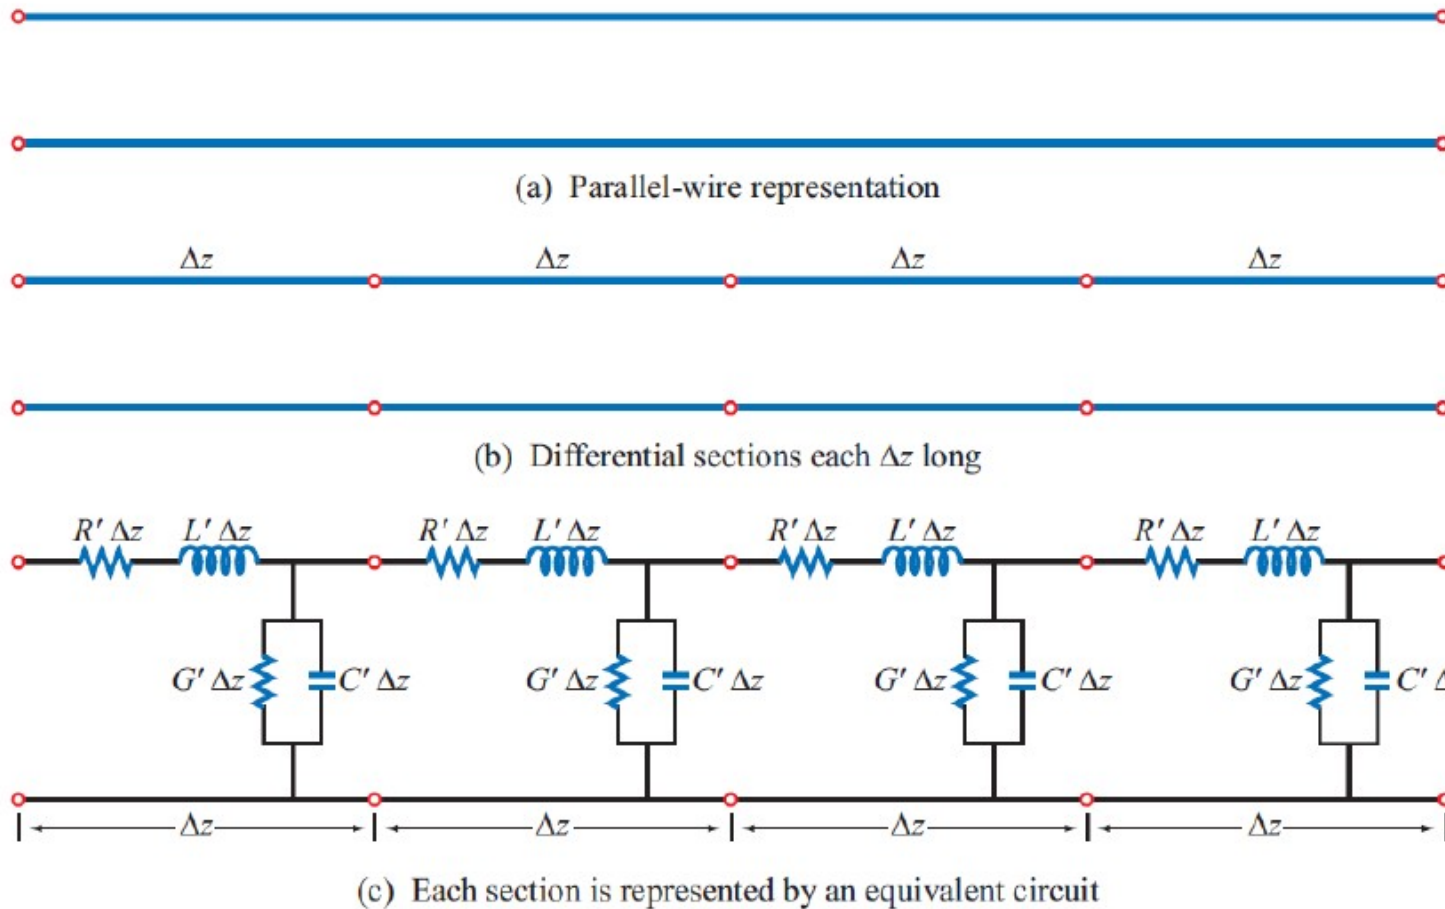 (a) Parallel-wire representation
Δz Δz Δz Δz
(b) Differential sections each Δz long
R′ Δz L′ Δz R′ Δz L′ Δz R′ Δz L′ Δz R′ Δz L′ Δz
G′ Δz C′ Δz G′ Δz C′ Δz G′ Δz C′ Δz G′ Δz C′ Δ
Δz Δz Δz Δz
(c) Each section is represented by an equivalent circuit